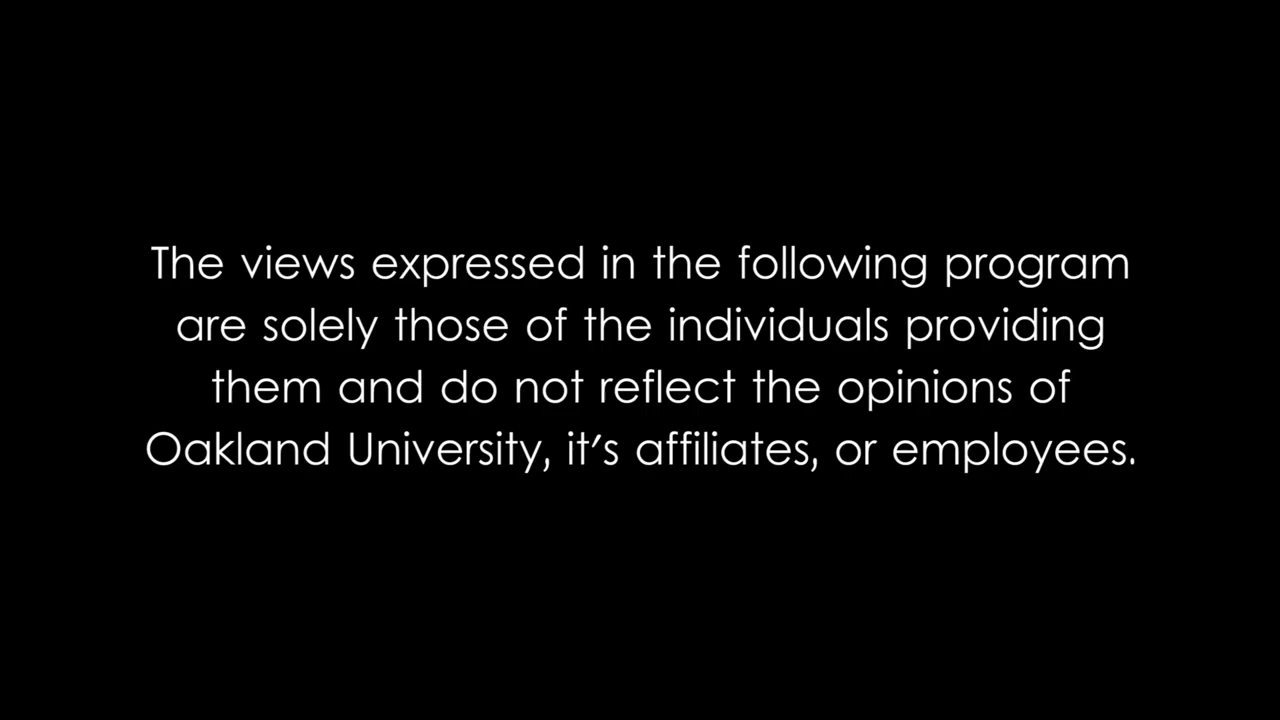 The views expressed in the following program
are solely those of the individuals providing
them and do not reflect the opinions of
Oakland University, it's affiliates, or employees.